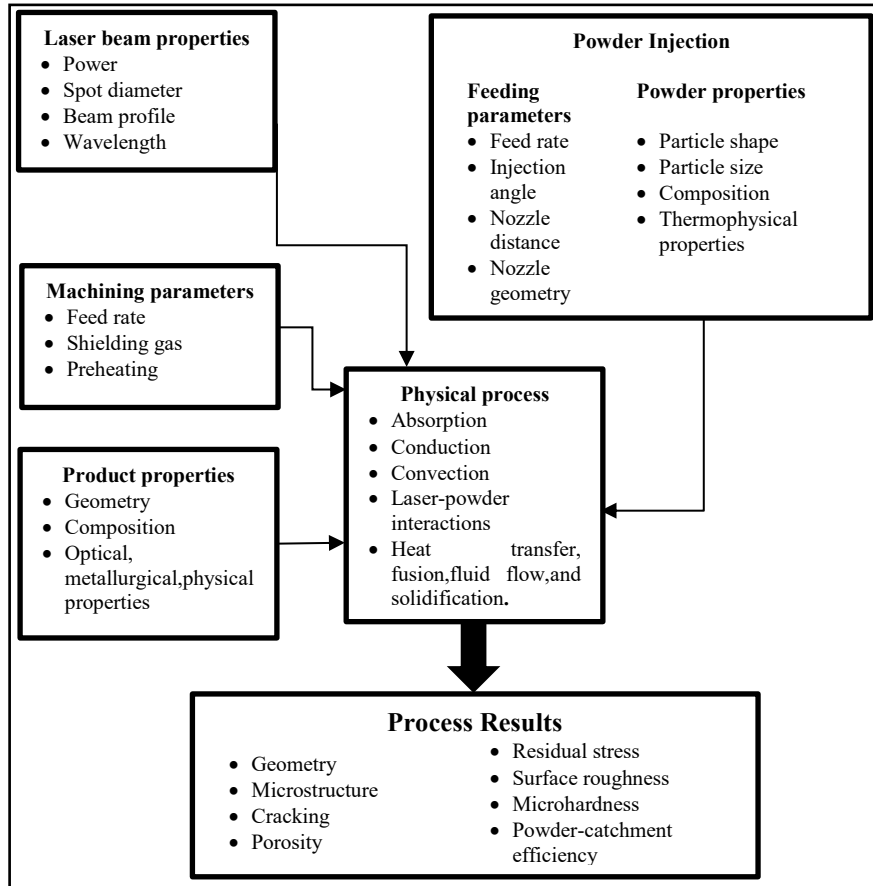 Laser beam properties
• Power
• Spot diameter
• Beam profile
• Wavelength
Powder Injection
Feeding
parameters
• Feed rate
• Injection
angle
• Nozzle
distance
• Nozzle
geometry
Powder properties
• Particle shape
• Particle size
• Composition
• Thermophysical
properties
Machining parameters
• Feed rate
• Shielding gas
• Preheating
Product properties
• Geometry
• Composition
• Optical,
metallurgical,physical
properties
Physical process
• Absorption
• Conduction
• Convection
• Laser-powder
interactions
• Heat transfer,
fusion,fluid flow,and
solidification.
Process Results
• Geometry
• Microstructure
• Cracking
• Porosity
• Residual stress
• Surface roughness
• Microhardness
• Powder-catchment
efficiency